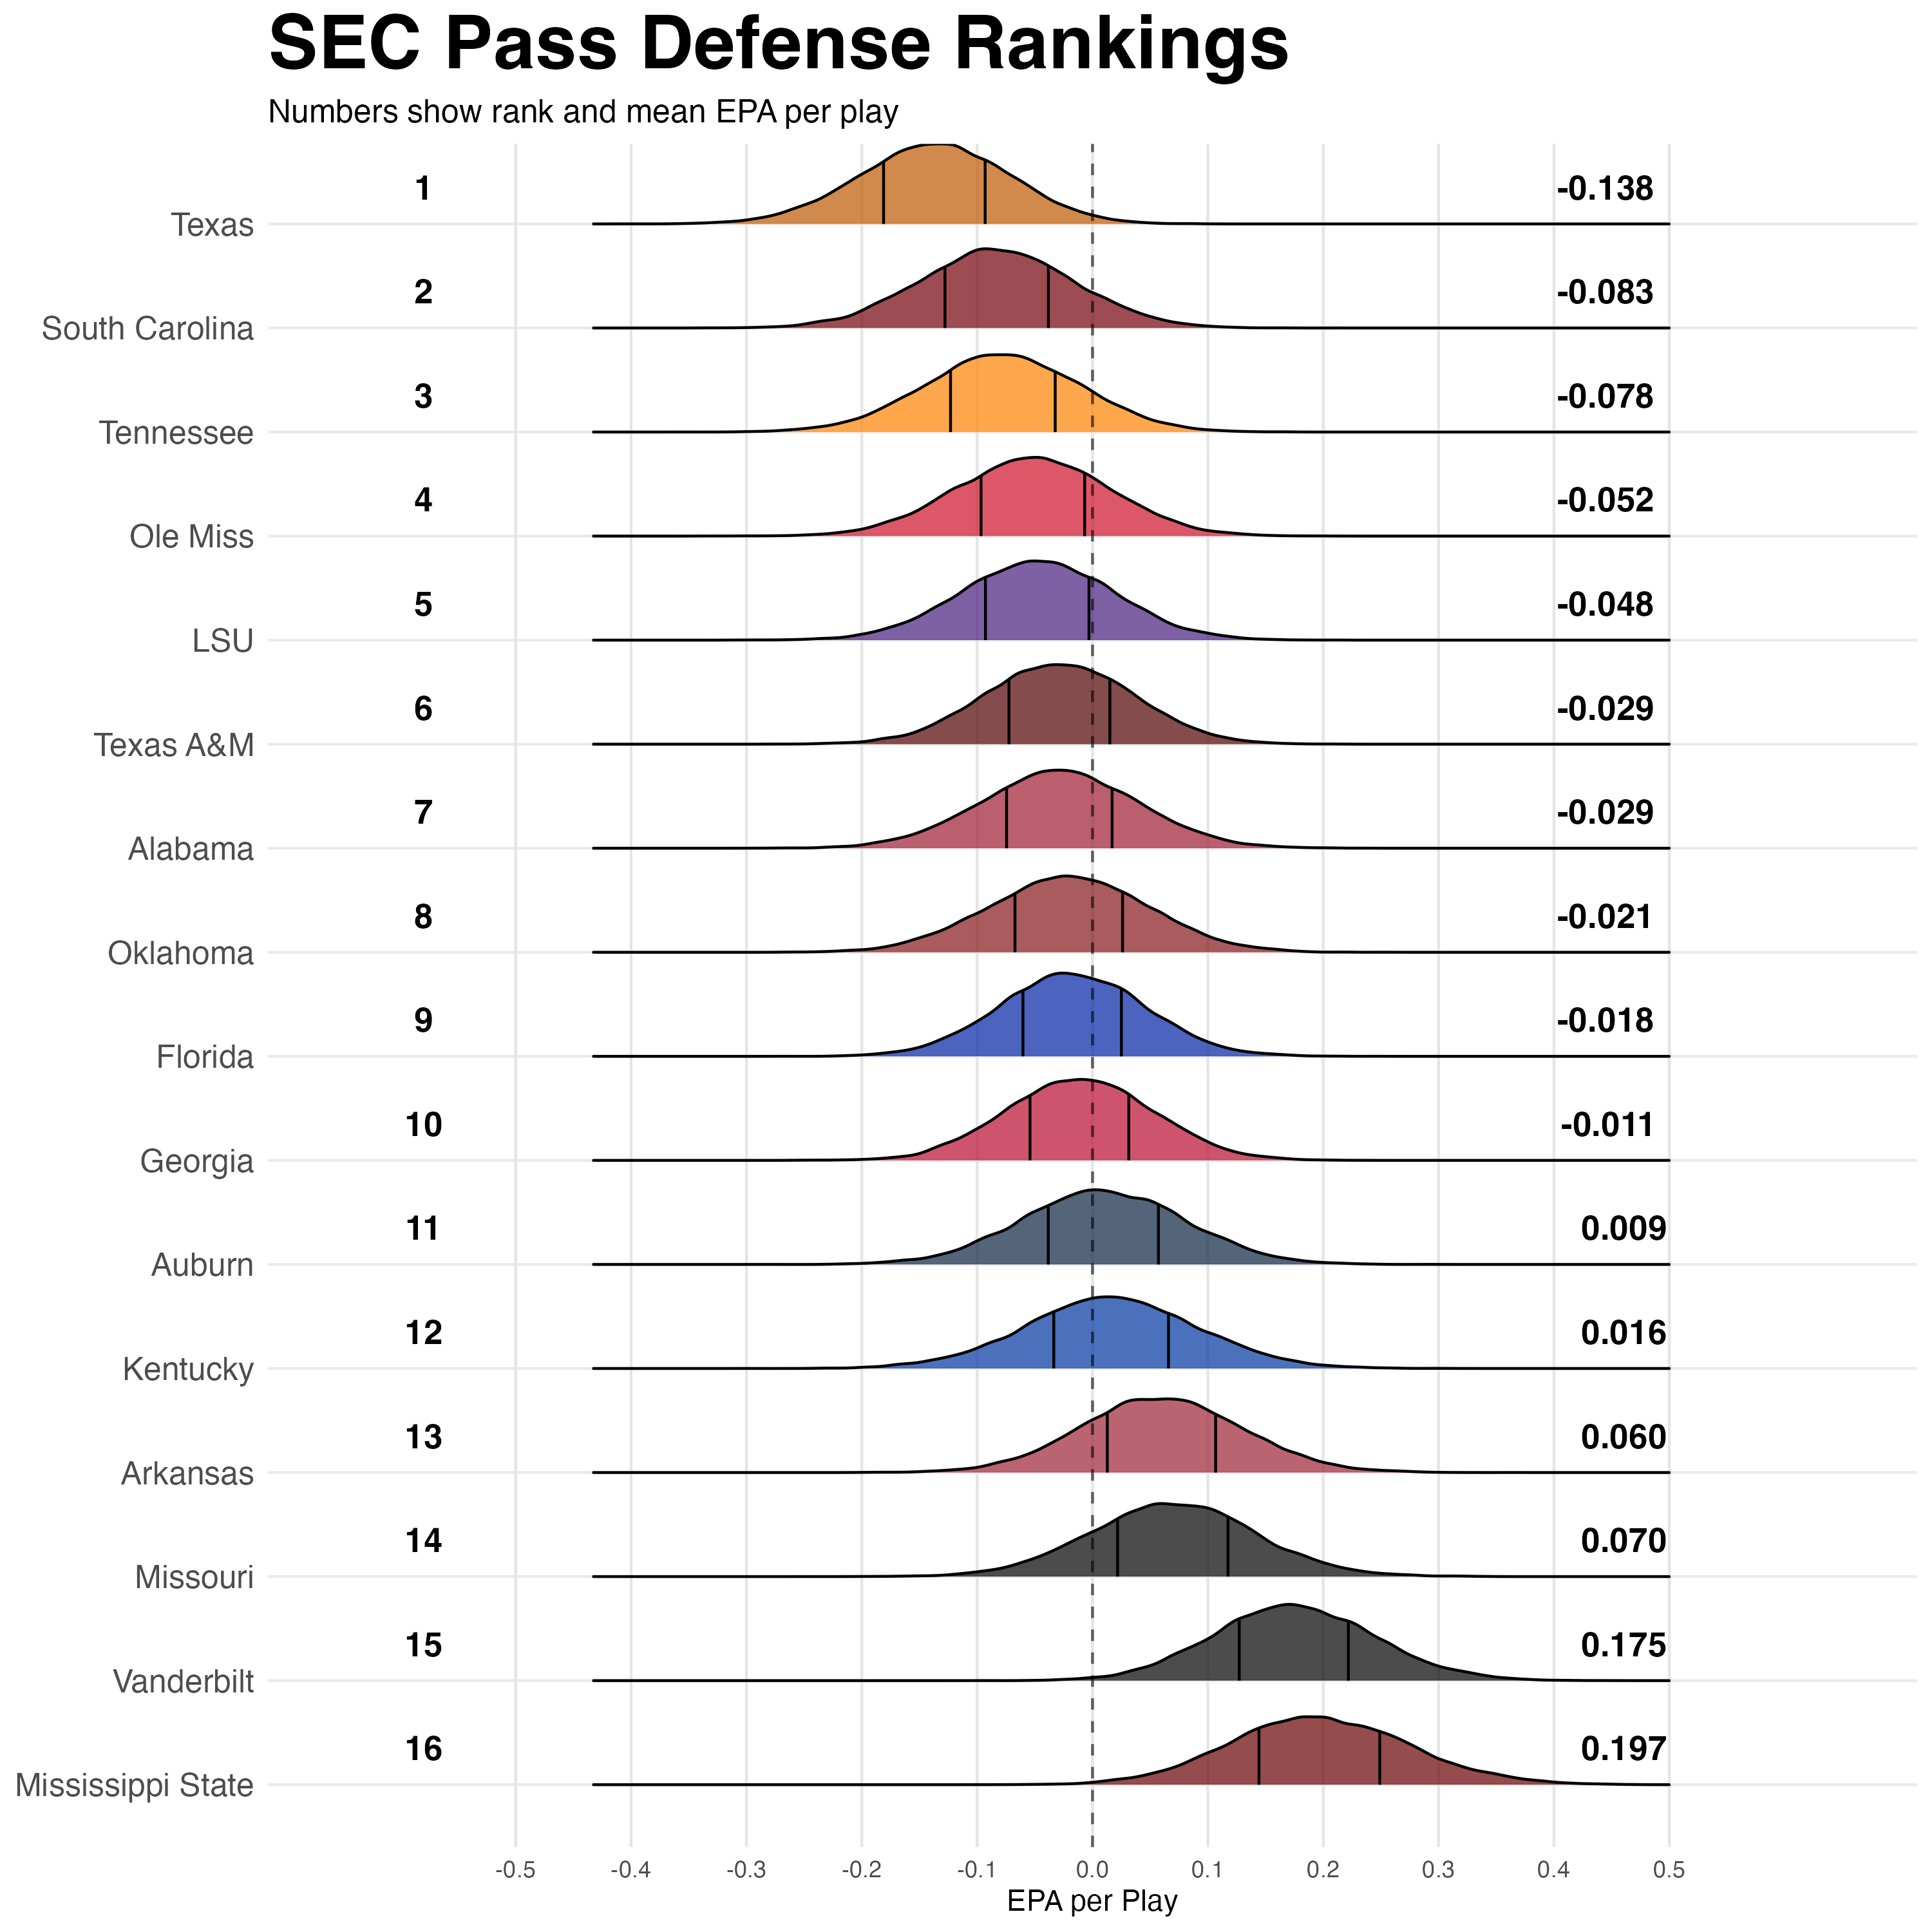 SEC Pass Defense Rankings
Numbers show rank and mean EPA per play
1 -0.138
Texas
2 -0.083
South Carolina
3 -0.078
Tennessee
4 -0.052
Ole Miss
5 -0.048
LSU
6 -0.029
Texas A&M
7 -0.029
Alabama
8 -0.021
Oklahoma
9 -0.018
Florida
10 -0.011
Georgia
11 0.009
Auburn
12 0.016
Kentucky
13 0.060
Arkansas
14 0.070
Missouri
15 0.175
Vanderbilt
16 0.197
Mississippi State
-0.5 -0.4 -0.3 -0.2 -0.1 0.0 0.1 0.2 0.3 0.4 0.5
EPA per Play